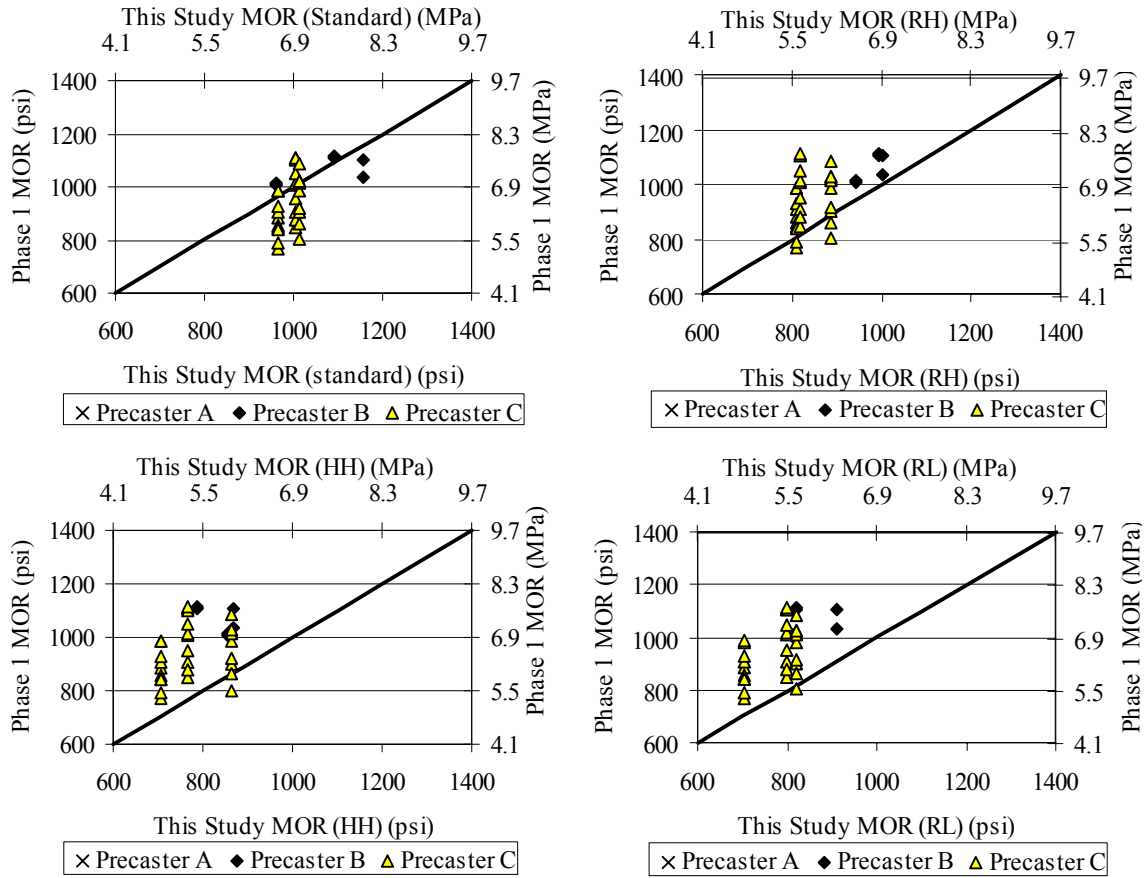 This Study MOR (Standard) (MPa)
4.1 5.5 6.9 8.3 9.7
Phase 1 MOR (psi)
1400
1200
1000
800
600
9.7
8.3
6.9
5.5
4.1
Phase 1 MOR (MPa)
600 800 1000 1200 1400
This Study MOR (standard) (psi)
Precaster A Precaster B Precaster C
This Study MOR (RH) (MPa)
4.1 5.5 6.9 8.3 9.7
Phase 1 MOR (psi)
1400
1200
1000
800
600
9.7
8.3
6.9
5.5
4.1
Phase 1 MOR (MPa)
600 800 1000 1200 1400
This Study MOR (RH) (psi)
Precaster A Precaster B Precaster C
This Study MOR (HH) (MPa)
4.1 5.5 6.9 8.3 9.7
Phase 1 MOR (psi)
1400
1200
1000
800
600
9.7
8.3
6.9
5.5
4.1
Phase 1 MOR (MPa)
600 800 1000 1200 1400
This Study MOR (HH) (psi)
Precaster A Precaster B Precaster C
This Study MOR (RL) (MPa)
4.1 5.5 6.9 8.3 9.7
Phase 1 MOR (psi)
1400
1200
1000
800
600
9.7
8.3
6.9
5.5
4.1
Phase 1 MOR (MPa)
600 800 1000 1200 1400
This Study MOR (RL) (psi)
Precaster A Precaster B Precaster C